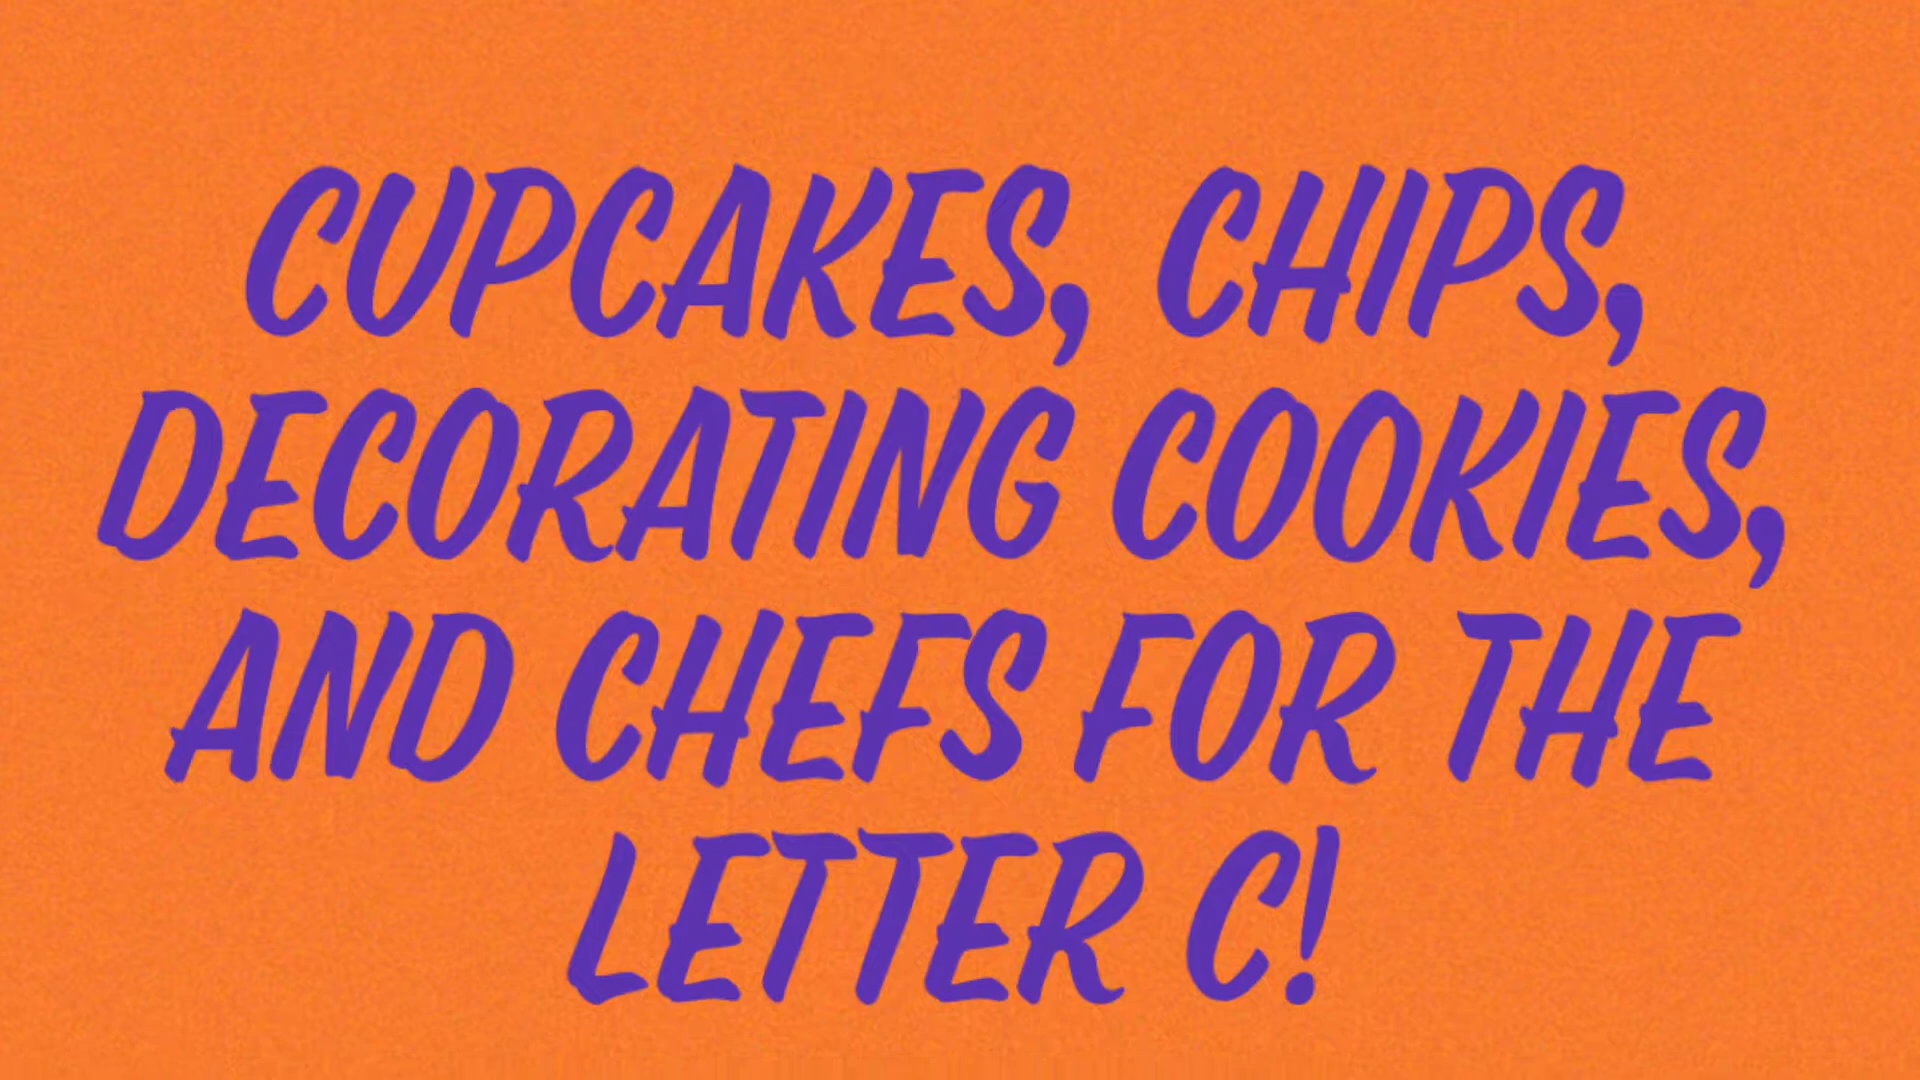 CUPCAKES, CHIPS,
DECORATING COOKIES,
AND CHEFS FOR THE
LETTER C!